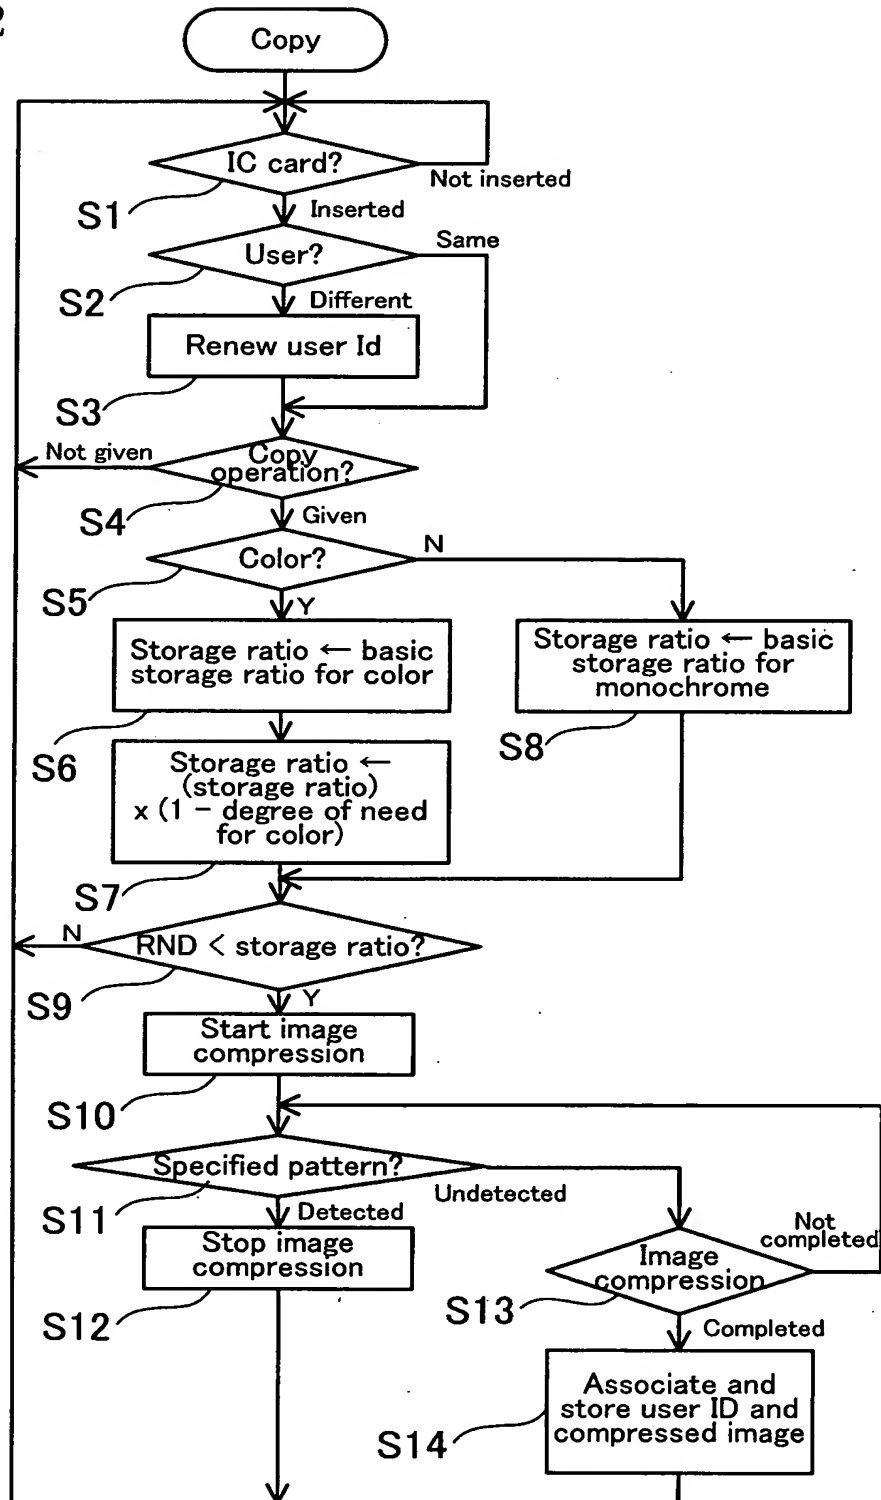 2
Copy
IC card?
Not inserted
S1
Inserted
User?
Same
S2
Different
Renew user Id
S3
Copy
operation?
Not given
S4
Given
Color?
N
S5
Y
Storage ratio ← basic
storage ratio for color
Storage ratio ← basic
storage ratio for
monochrome
S6
S8
Storage ratio ←
(storage ratio)
x (1 - degree of need
for color)
S7
N
RND < storage ratio?
S9
Y
Start image
compression
S10
Specified pattern?
Undetected
S11
Detected
Not
completed
Stop image
compression
Image
compression
S12
S13
Completed
Associate and
store user ID and
compressed image
S14